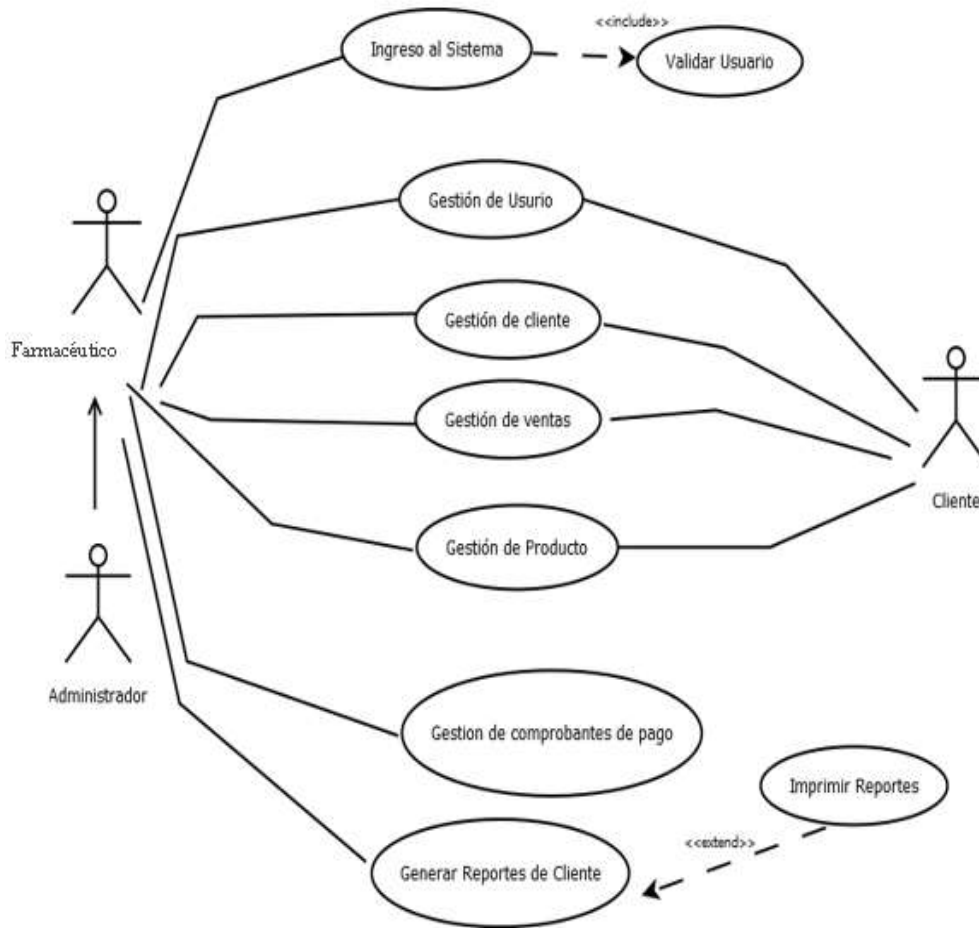 <<include>>
Ingreso al Sistema
Validar Usuario
Gestión de Usurio
Gestión de cliente
Farmacéutico
Gestión de ventas
Cliente
Gestión de Producto
Administrador
Gestion de comprobantes de pago
Imprimir Reportes
<<extend>>
Generar Reportes de Cliente